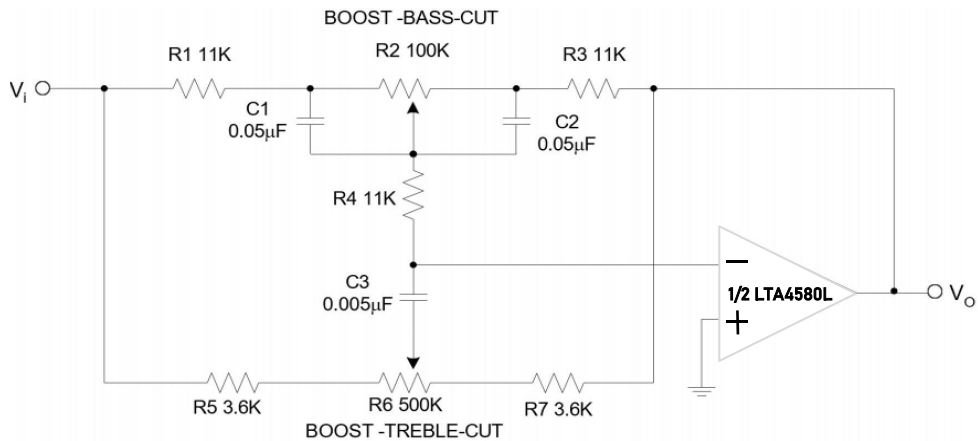 BOOST -BASS-CUT
R1 11K
R2 100K
R3 11K
Vi
C1
0.05μF
C2
0.05μF
R4 11K
C3
0.005μF
−
1/2 LTA4580L
+
VO
R5 3.6K
R6 500K
R7 3.6K
BOOST -TREBLE-CUT